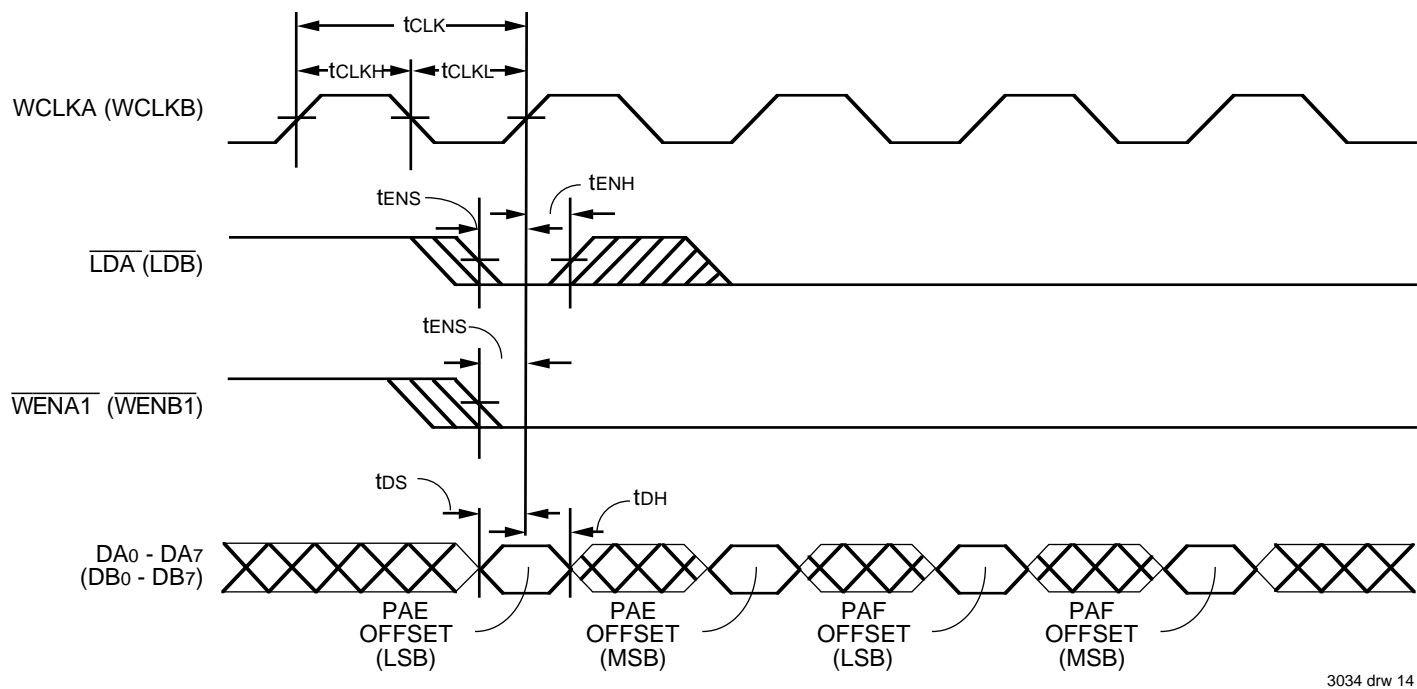 tCLK
tCLKH
tCLKL
WCLKA (WCLKB)
tENS
tENH
LDA (LDB)
tENS
WENA1 (WENB1)
tDS
tDH
DA0 - DA7
(DB0 - DB7)
PAE
OFFSET
(LSB)
PAE
OFFSET
(MSB)
PAF
OFFSET
(LSB)
PAF
OFFSET
(MSB)
3034 drw 14